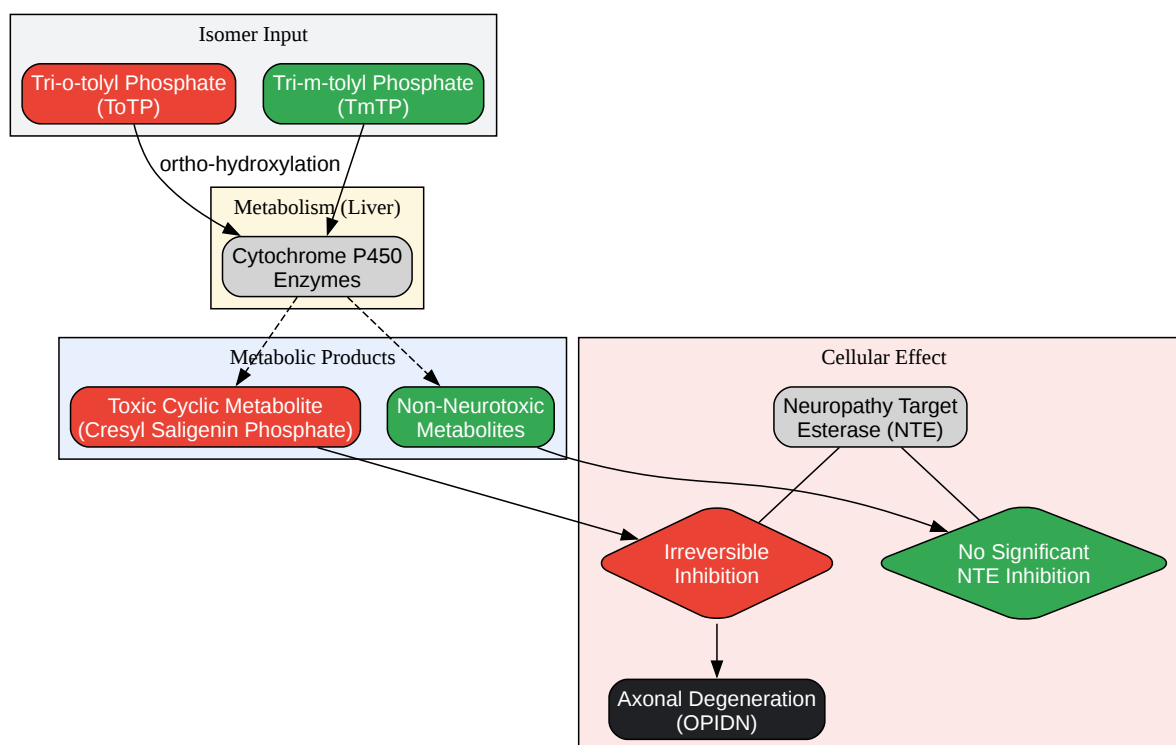 Isomer Input
Tri-o-tolyl Phosphate
(ToTP)
Tri-m-tolyl Phosphate
(TmTP)
ortho-hydroxylation
Metabolism (Liver)
Cytochrome P450
Enzymes
Metabolic Products
Toxic Cyclic Metabolite
(Cresyl Saligenin Phosphate)
Non-Neurotoxic
Metabolites
Cellular Effect
Neuropathy Target
Esterase (NTE)
Irreversible
Inhibition
No Significant
NTE Inhibition
Axonal Degeneration
(OPIDN)